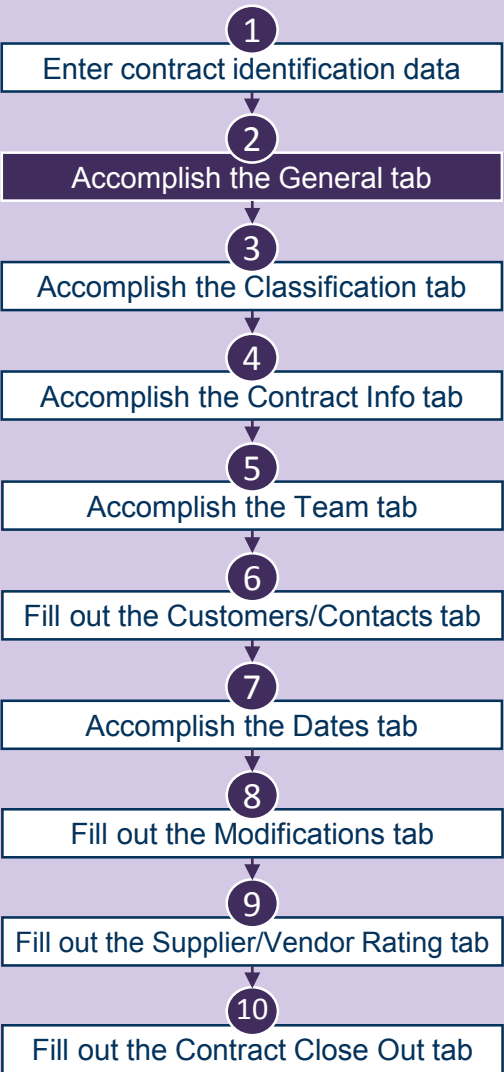 1
Enter contract identification data
2
Accomplish the General tab
3
Accomplish the Classification tab
4
Accomplish the Contract Info tab
5
Accomplish the Team tab
6
Fill out the Customers/Contacts tab
7
Accomplish the Dates tab
8
Fill out the Modifications tab
9
Fill out the Supplier/Vendor Rating tab
10
Fill out the Contract Close Out tab